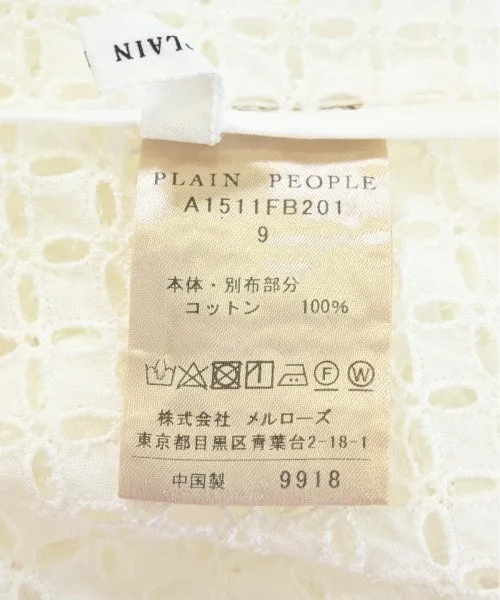 PLAIN
PLAIN PEOPLE
A1511FB201
9
本体・別布部分
コットン 100%
F W
株式会社 メルローズ
東京都目黒区青葉台2-18-1
中国製 9918